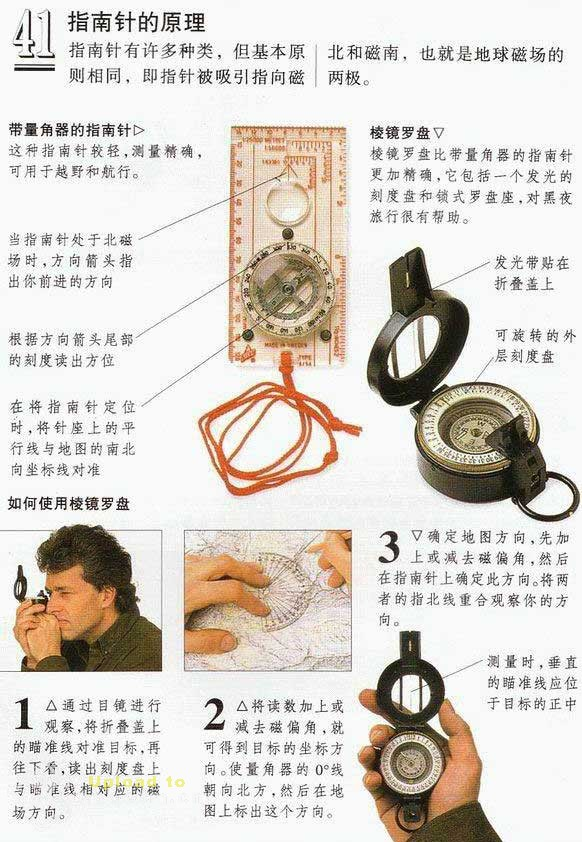 41
指南针的原理
指南针有许多种类，但基本原
则相同，即指针被吸引指向磁
北和磁南，也就是地球磁场的
两极。
带量角器的指南针▷
这种指南针较轻，测量精确，
可用于越野和航行。
当指南针处于北磁
场时，方向箭头指
出你前进的方向
根据方向箭头尾部
的刻度读出方位
在将指南针定位
时，将针座上的平
行线与地图的南北
向坐标线对准
棱镜罗盘▽
棱镜罗盘比带量角器的指南针
更加精确，它包括一个发光的
刻度盘和锁式罗盘座，对黑夜
旅行很有帮助。
发光带贴在
折叠盖上
可旋转的外
层刻度盘
如何使用棱镜罗盘
1 △通过目镜进行
观察，将折叠盖上
的瞄准线对准目标，再
往下看，读出刻度盘上
与瞄准线相对应的磁
场方向。
2 △将读数加上或
减去磁偏角，就
可得到目标的坐标方
向。使量角器的 0°线
朝向北方，然后在地
图上标出这个方向。
3 ▽确定地图方向，先加
上或减去磁偏角，然后
在指南针上确定此方向。将两
者的指北线重合观察你的方
向。
测量时，垂直
的瞄准线应位
于目标的正中
Upload to